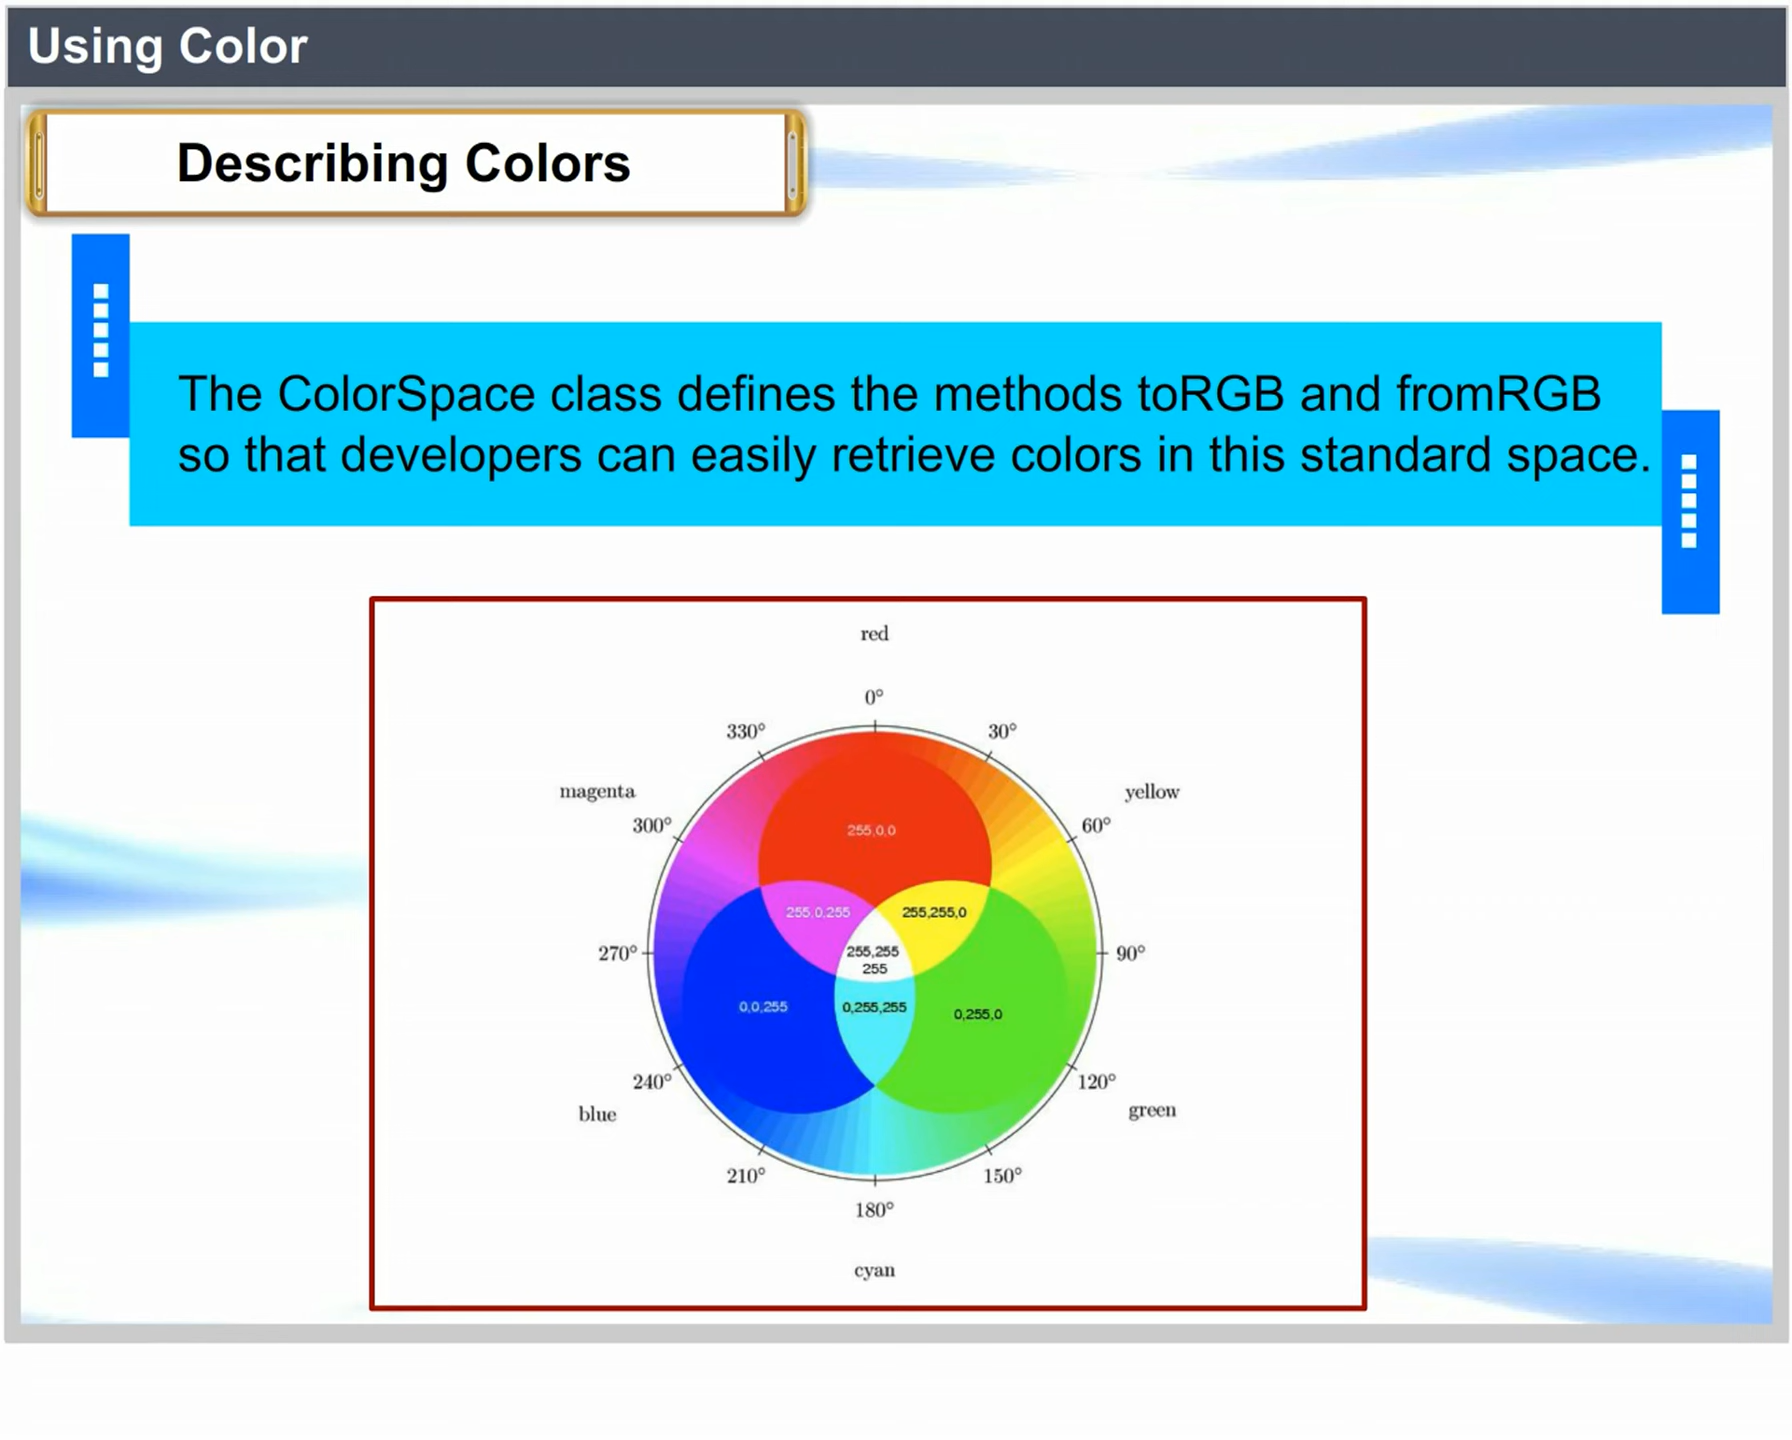 Using Color
Describing Colors
The ColorSpace class defines the methods toRGB and fromRGB
so that developers can easily retrieve colors in this standard space.
red
0°
330°
30°
magenta
yellow
300°
60°
255,0,0
255,0,255
255,255,0
255,255
255
270°
90°
0,0,255
0,255,255
0,255,0
240°
120°
blue
green
210°
150°
180°
cyan